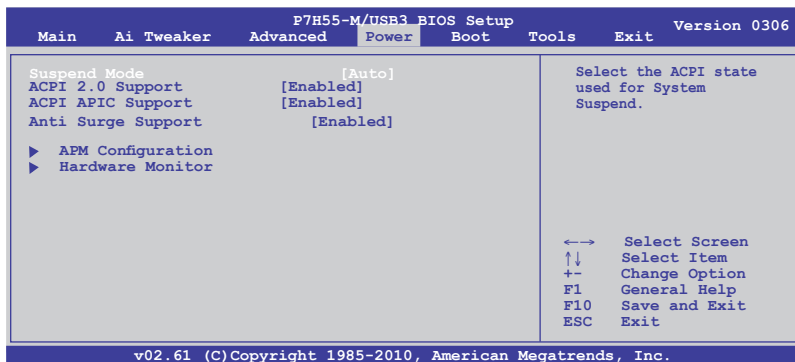 P7H55-M/USB3 BIOS Setup Version 0306
Main Ai Tweaker Advanced Power Boot Tools Exit
Suspend Mode [Auto]
ACPI 2.0 Support [Enabled]
ACPI APIC Support [Enabled]
Anti Surge Support [Enabled]
▶ APM Configuration
▶ Hardware Monitor
Select the ACPI state
used for System
Suspend.
←→ Select Screen
↑↓ Select Item
+- Change Option
F1 General Help
F10 Save and Exit
ESC Exit
v02.61 (C)Copyright 1985-2010, American Megatrends, Inc.